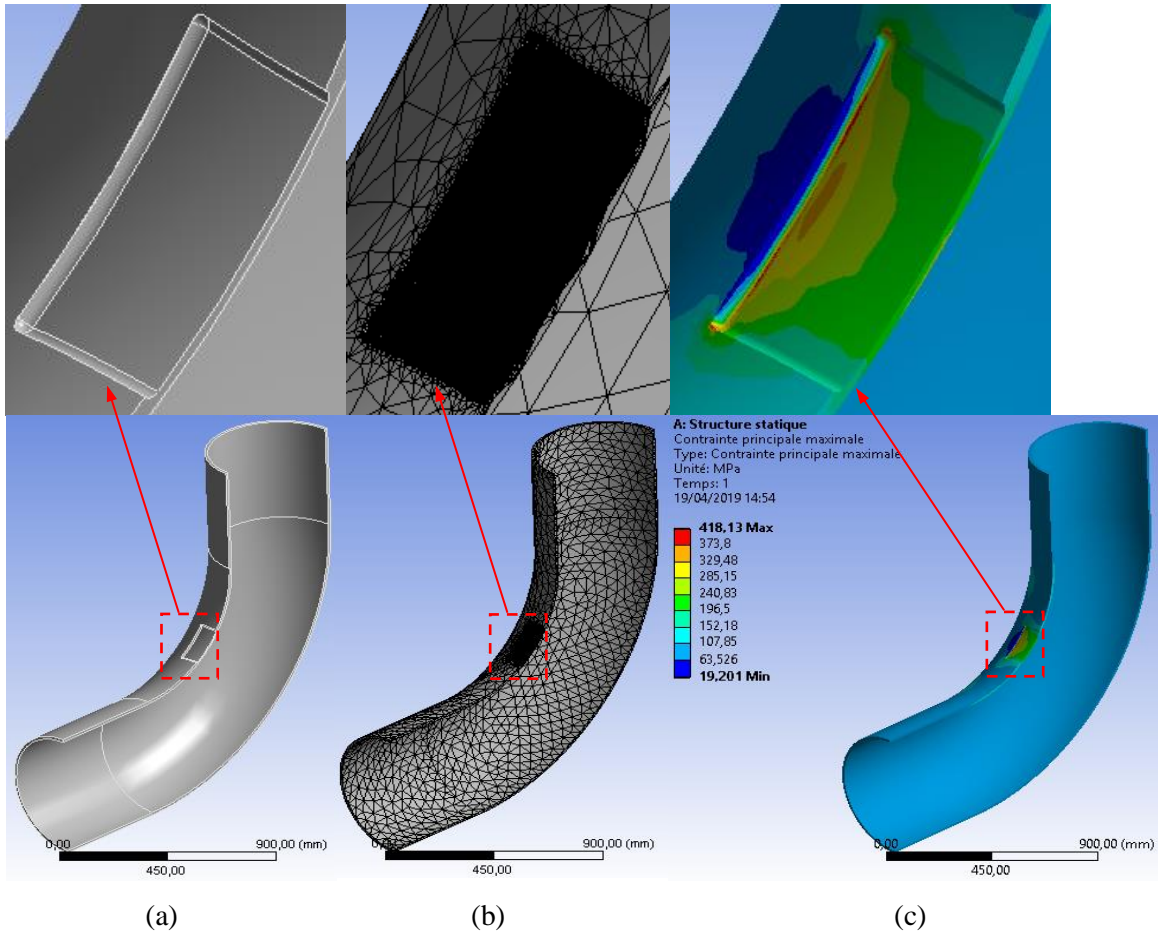 A: Structure statique
Contrainte principale maximale
Type: Contrainte principale maximale
Unité: MPa
Temps: 1
19/04/2019 14:54
418,13 Max
373,8
329,48
285,15
240,83
196,5
152,18
107,85
63,526
19,201 Min
0,00 900,00 (mm)
450,00
0,00 900,00 (mm)
450,00
0,00 900,00 (mm)
450,00
(a) (b) (c)